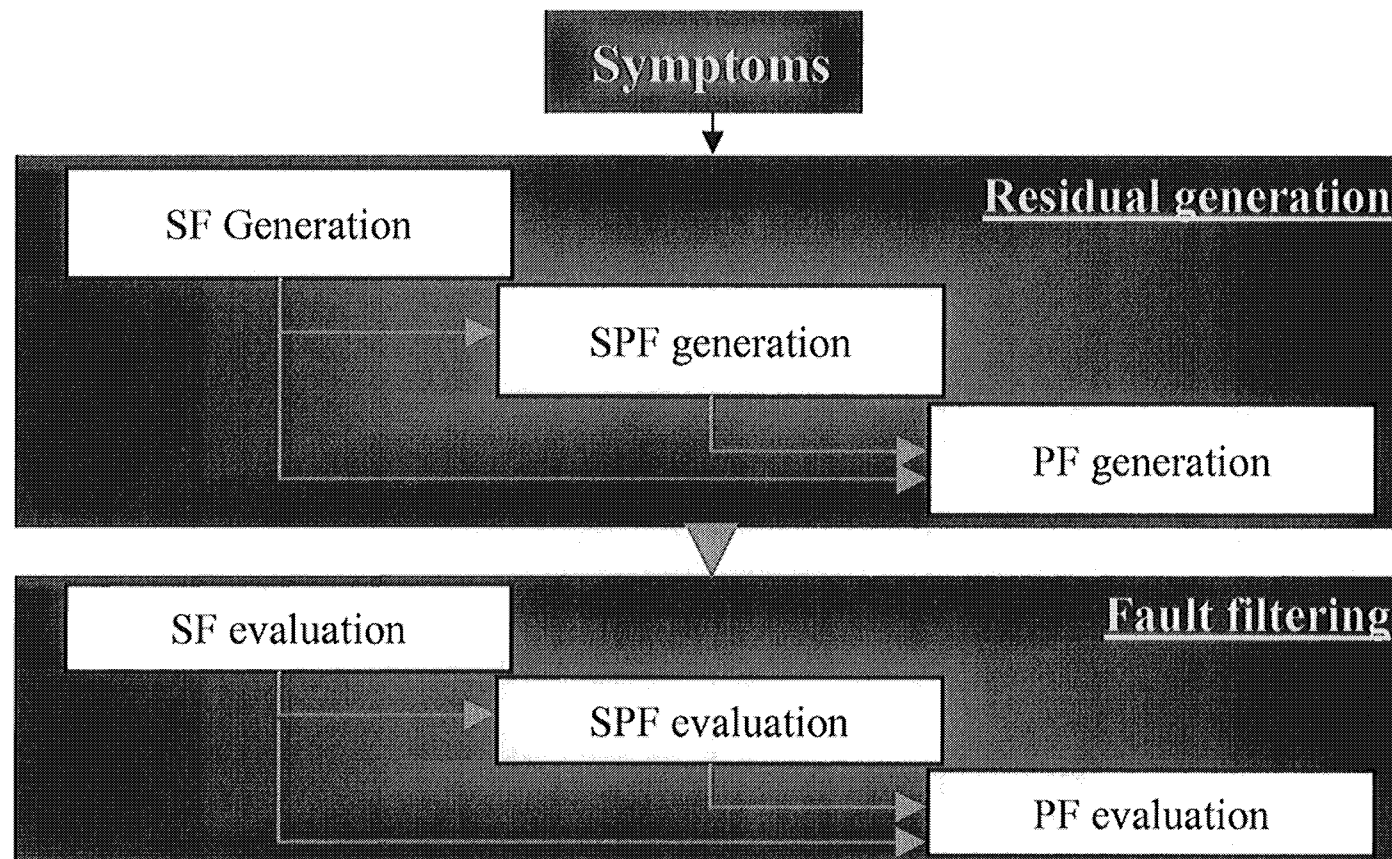 Symptoms
Residual generation
SF Generation
SPF generation
PF generation
Fault filtering
SF evaluation
SPF evaluation
PF evaluation